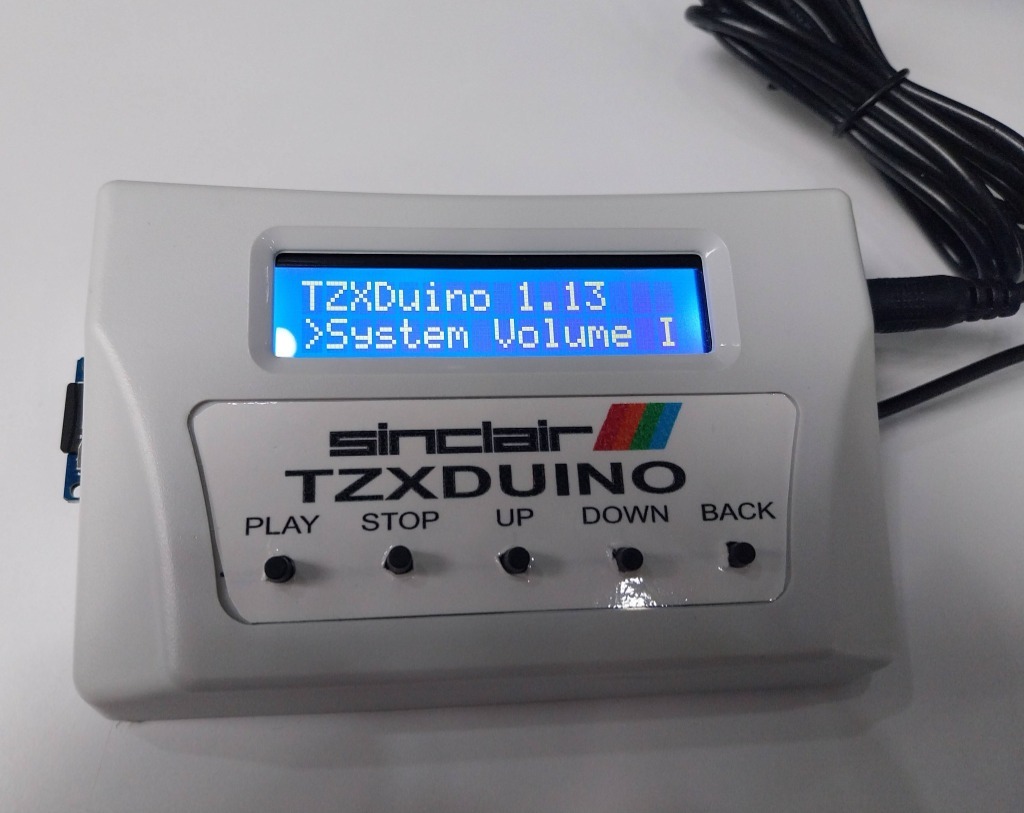 TZXDuino 1.13
>System Volume I
sinclair
TZXDUINO
PLAY STOP UP DOWN BACK